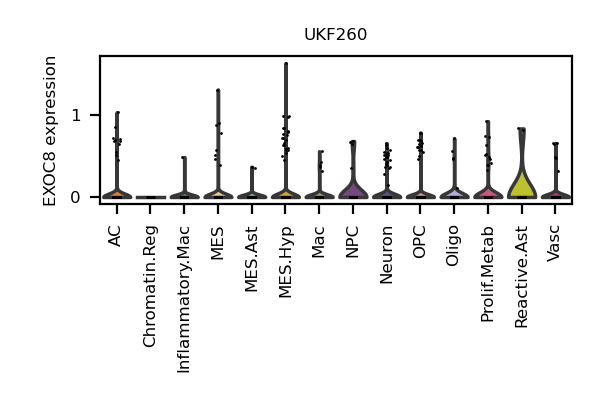 UKF260
EXOC8 expression
1
0
AC
Chromatin.Reg
Inflammatory.Mac
MES
MES.Ast
MES.Hyp
Mac
NPC
Neuron
OPC
Oligo
Prolif.Metab
Reactive.Ast
Vasc